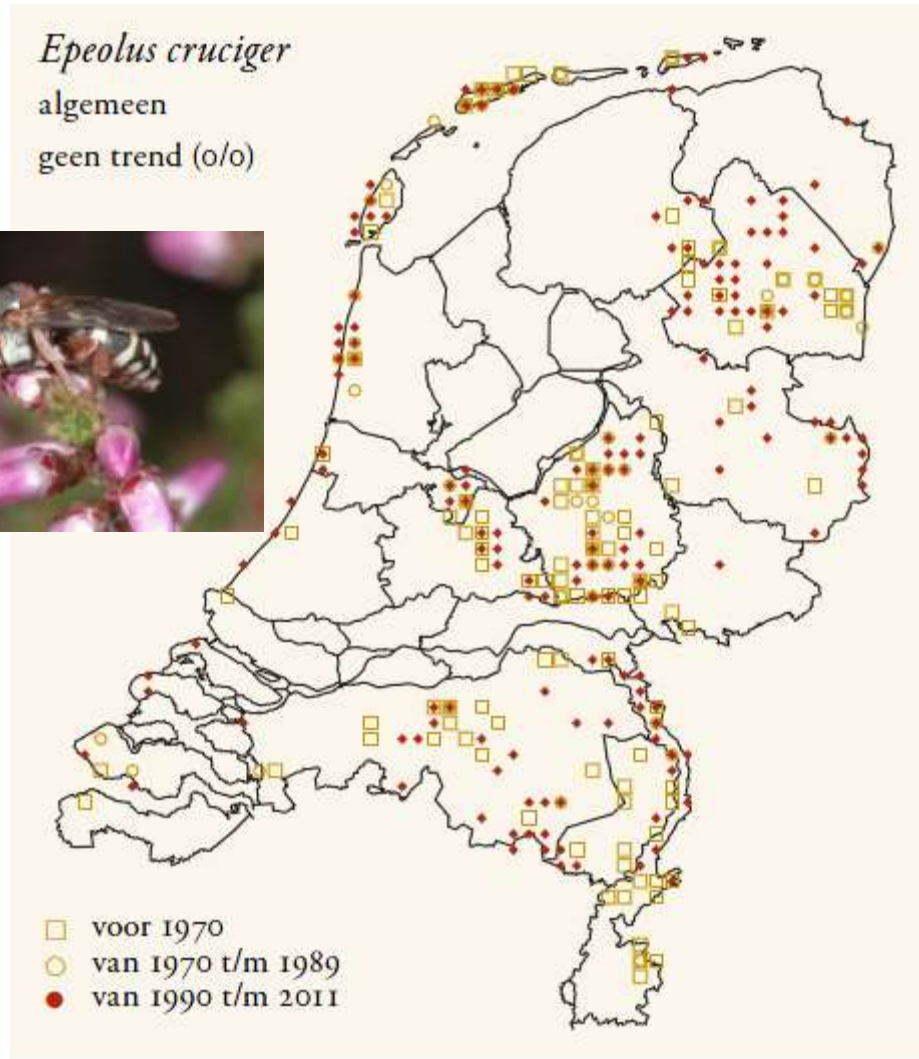 Epeolus cruciger
algemeen
geen trend (0/0)
voor 1970
van 1970 t/m 1989
van 1990 t/m 2011